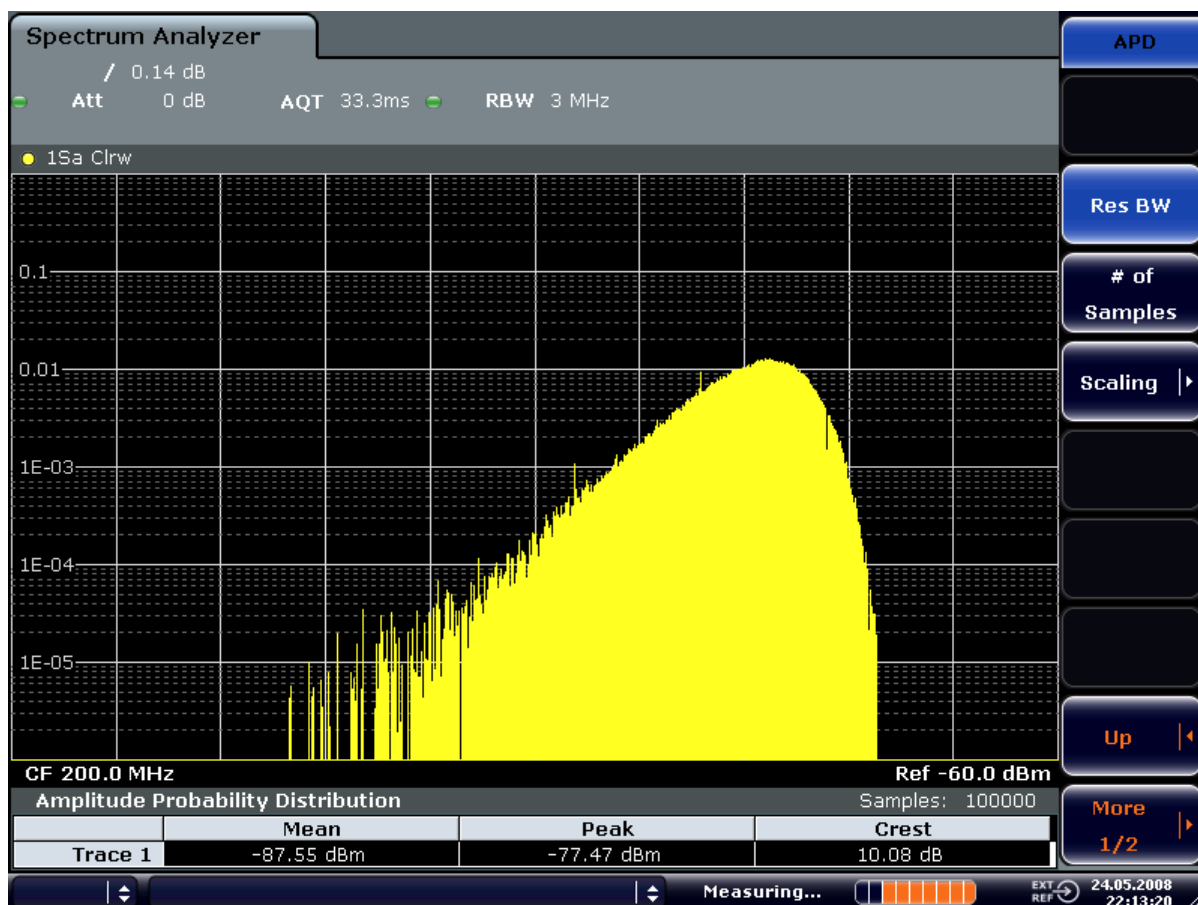 Spectrum Analyzer
/ 0.14 dB
Att 0 dB AQT 33.3ms RBW 3 MHz
1Sa Clrw
0.1
0.01
1E-03
1E-04
1E-05
CF 200.0 MHz Ref -60.0 dBm
Amplitude Probability Distribution Samples: 100000
Mean Peak Crest
Trace 1 -87.55 dBm -77.47 dBm 10.08 dB
Measuring...
EXT REF
24.05.2008
22:13:20
APD
Res BW
# of
Samples
Scaling
Up
More
1/2